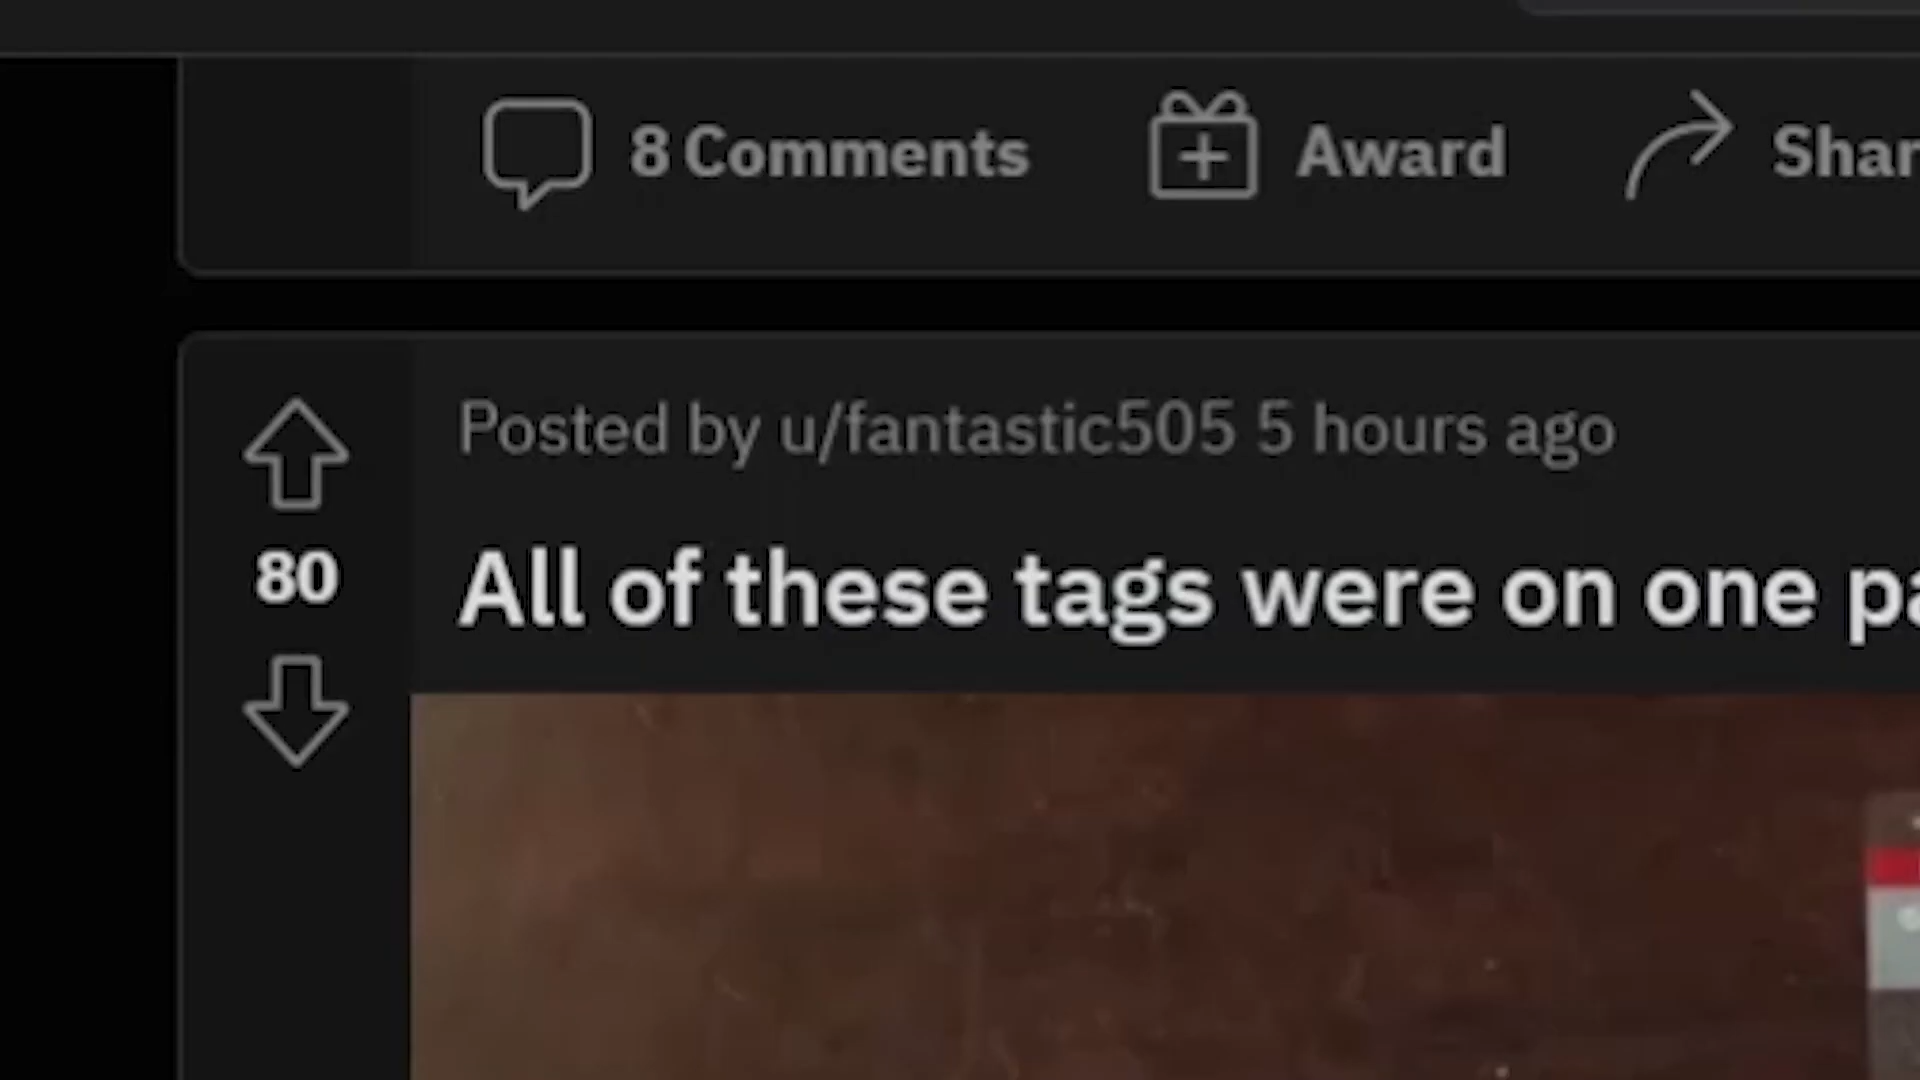 8 Comments Award
Posted by u/fantastic505 5 hours ago
80
All of these tags were on one